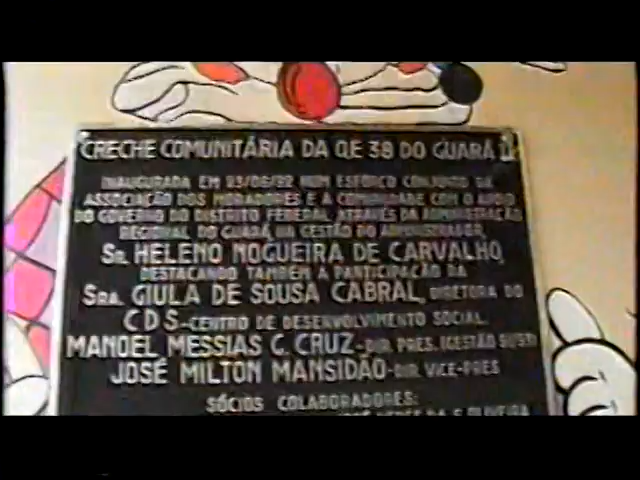 CRECHE COMUNITÁRIA DA QE 38 DO GUARÁ II
INAUGURADA EM 23/06/92 NUM ESFORÇO CONJUNTO DA
ASSOCIAÇÃO DOS MORADORES E A COMUNIDADE COM O APOIO
DO GOVERNO DO DISTRITO FEDERAL, ATRAVÉS DA ADMINISTRAÇÃO
REGIONAL DO GUARÁ, NA GESTÃO DO ADMINISTRADOR,
SR. HELENO NOGUEIRA DE CARVALHO,
DESTACANDO TAMBÉM A PARTICIPAÇÃO DA
SRA. GIULA DE SOUSA CABRAL, DIRETORA DO
CDS-CENTRO DE DESENVOLVIMENTO SOCIAL.
MANOEL MESSIAS G. CRUZ-DIR. PRES. (GESTÃO
JOSÉ MILTON MANSIDÃO-DIR. VICE-PRES
SÓCIOS COLABORADORES:
OLIVEIRA